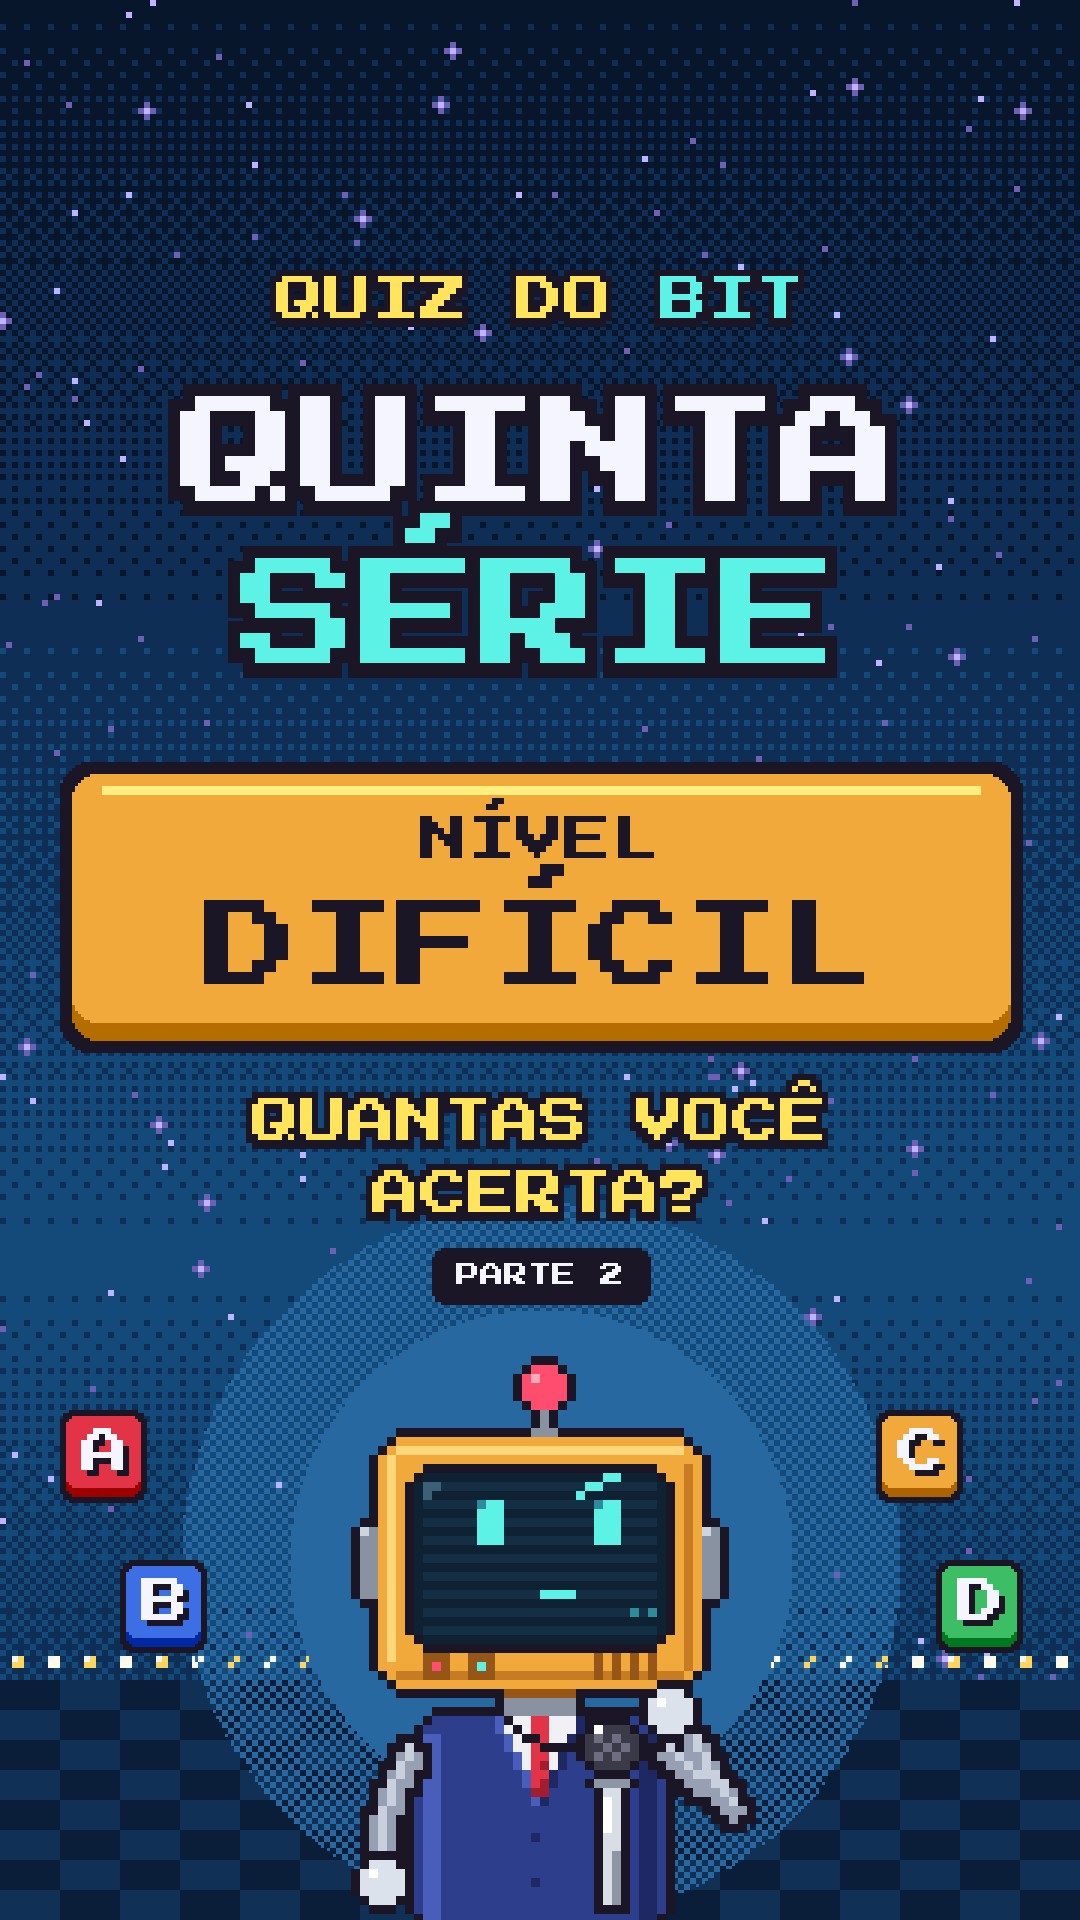 QUIZ DO BIT
QUINTA
SÉRIE
NÍVEL
DIFÍCIL
QUANTAS VOCÊ
ACERTA?
PARTE 2
A
C
B
D